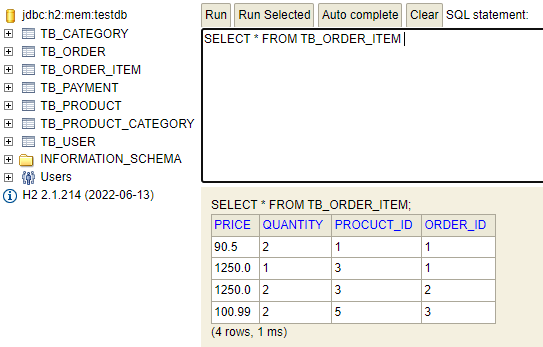 jdbc:h2:mem:testdb
TB_CATEGORY
TB_ORDER
TB_ORDER_ITEM
TB_PAYMENT
TB_PRODUCT
TB_PRODUCT_CATEGORY
TB_USER
INFORMATION_SCHEMA
Users
H2 2.1.214 (2022-06-13)
Run Run Selected Auto complete Clear SQL statement:
SELECT * FROM TB_ORDER_ITEM
SELECT * FROM TB_ORDER_ITEM;
PRICE QUANTITY PROCUCT_ID ORDER_ID
90.5 2 1 1
1250.0 1 3 1
1250.0 2 3 2
100.99 2 5 3
(4 rows, 1 ms)